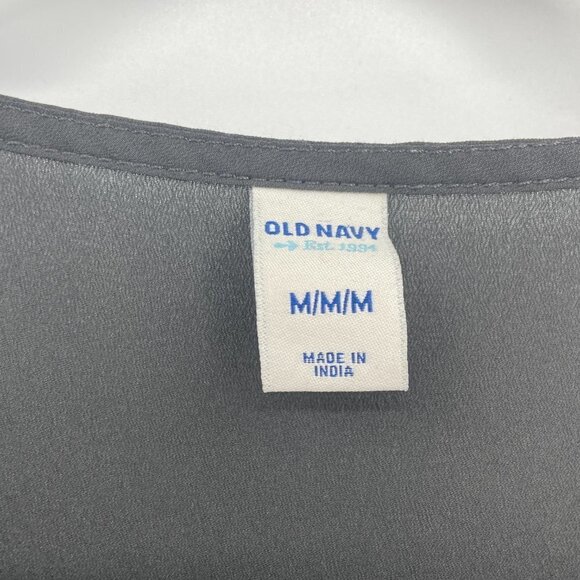 OLD NAVY
Est. 1994
M/M/M
MADE IN
INDIA